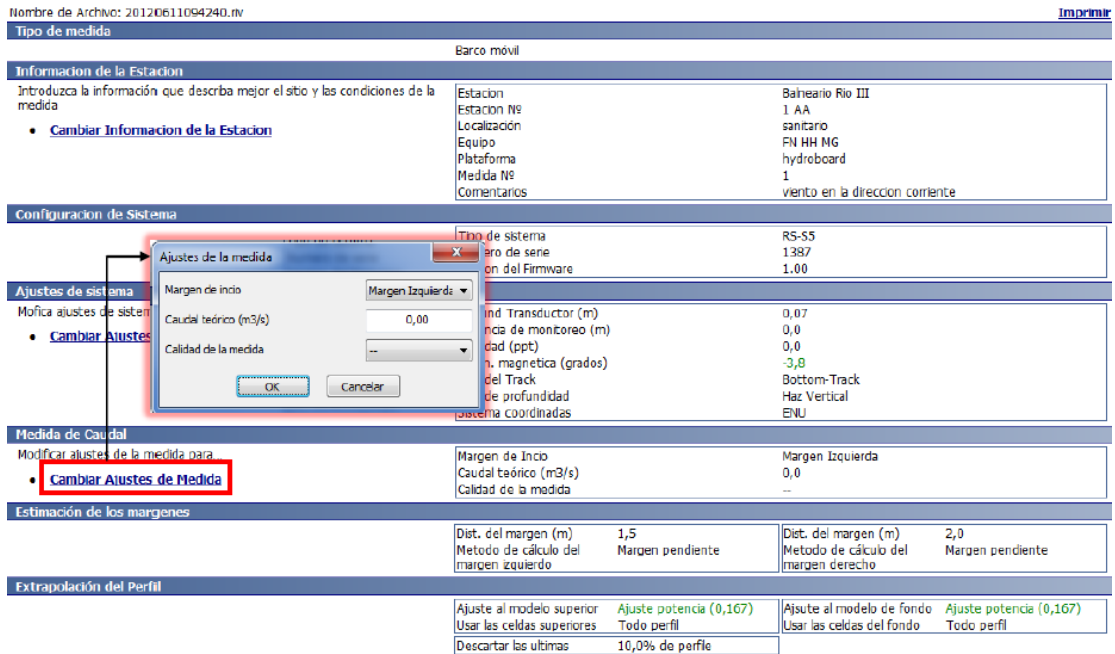 Nombre de Archivo: 20120611094240.riv
Imprimir
Tipo de medida
Barco móvil
Informacion de la Estacion
Introduzca la información que describa mejor el sitio y las condiciones de la
medida
• Cambiar Informacion de la Estacion
Estacion Balneario Rio III
Estacion Nº 1 AA
Localización sanitario
Equipo FN HH MG
Plataforma hydroboard
Medida Nº 1
Comentarios viento en la direccion corriente
Configuracion de Sistema
Tipo de sistema RS-S5
ero de serie 1387
on del Firmware 1.00
Ajustes de la medida
Margen de incio Margen Izquierda
Caudal teórico (m3/s) 0,00
Calidad de la medida --
OK Cancelar
Ajustes de sistema
Mofica ajustes de sistem
• Cambiar Ajustes
nd Transductor (m) 0,07
ncia de monitoreo (m) 0,0
dad (ppt) 0,0
. magnetica (grados) -3,8
del Track Bottom-Track
de profundidad Haz Vertical
Sistema coordinadas ENU
Medida de Caudal
Modificar ajustes de la medida para...
• Cambiar Ajustes de Medida
Margen de Incio Margen Izquierda
Caudal teórico (m3/s) 0,0
Calidad de la medida --
Estimación de los margenes
Dist. del margen (m) 1,5
Metodo de cálculo del Margen pendiente
margen izquierdo
Dist. del margen (m) 2,0
Metodo de cálculo del Margen pendiente
margen derecho
Extrapolación del Perfil
Ajuste al modelo superior Ajuste potencia (0,167)
Usar las celdas superiores Todo perfil
Ajsute al modelo de fondo Ajuste potencia (0,167)
Usar las celdas del fondo Todo perfil
Descartar las ultimas 10,0% de perfile